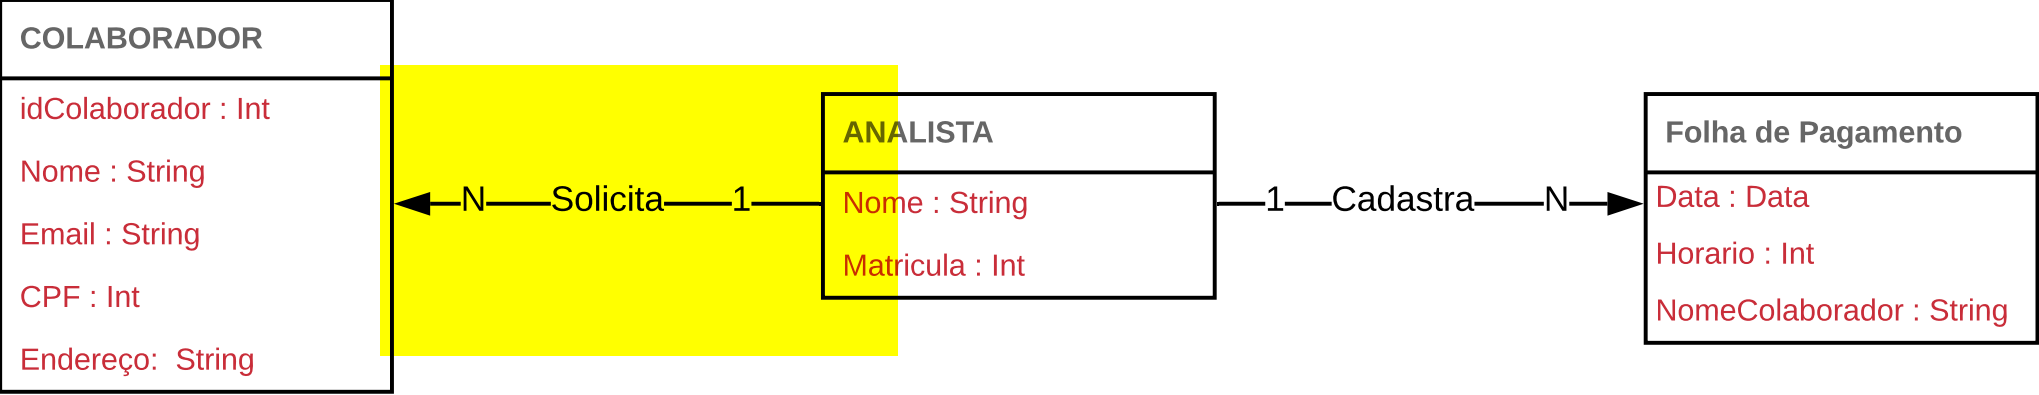 COLABORADOR
idColaborador : Int
Nome : String
Email : String
CPF : Int
Endereço:  String
N Solicita 1
ANALISTA
Nome : String
Matricula : Int
1 Cadastra N
Folha de Pagamento
Data : Data
Horario : Int
NomeColaborador : String